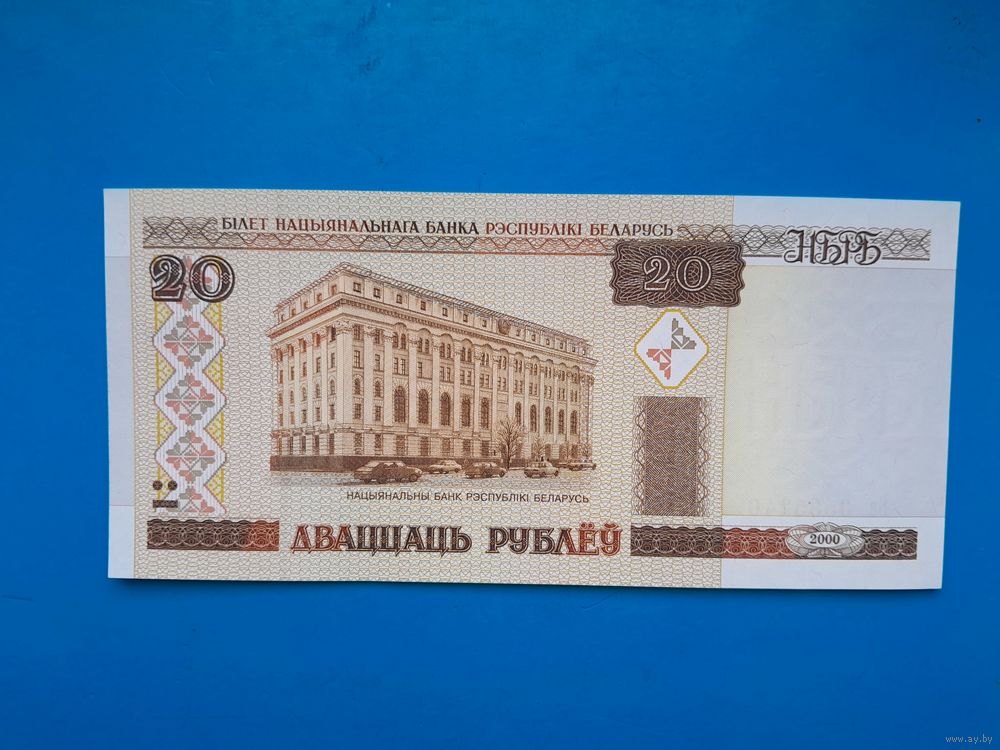 БІЛЕТ НАЦЫЯНАЛЬНАГА БАНКА РЭСПУБЛІКІ БЕЛАРУСЬ
НБРБ
20
20
НАЦЫЯНАЛЬНЫ БАНК РЭСПУБЛІКІ БЕЛАРУСЬ
ДВАЦЦАЦЬ РУБЛЁЎ
2000
www.ay.by